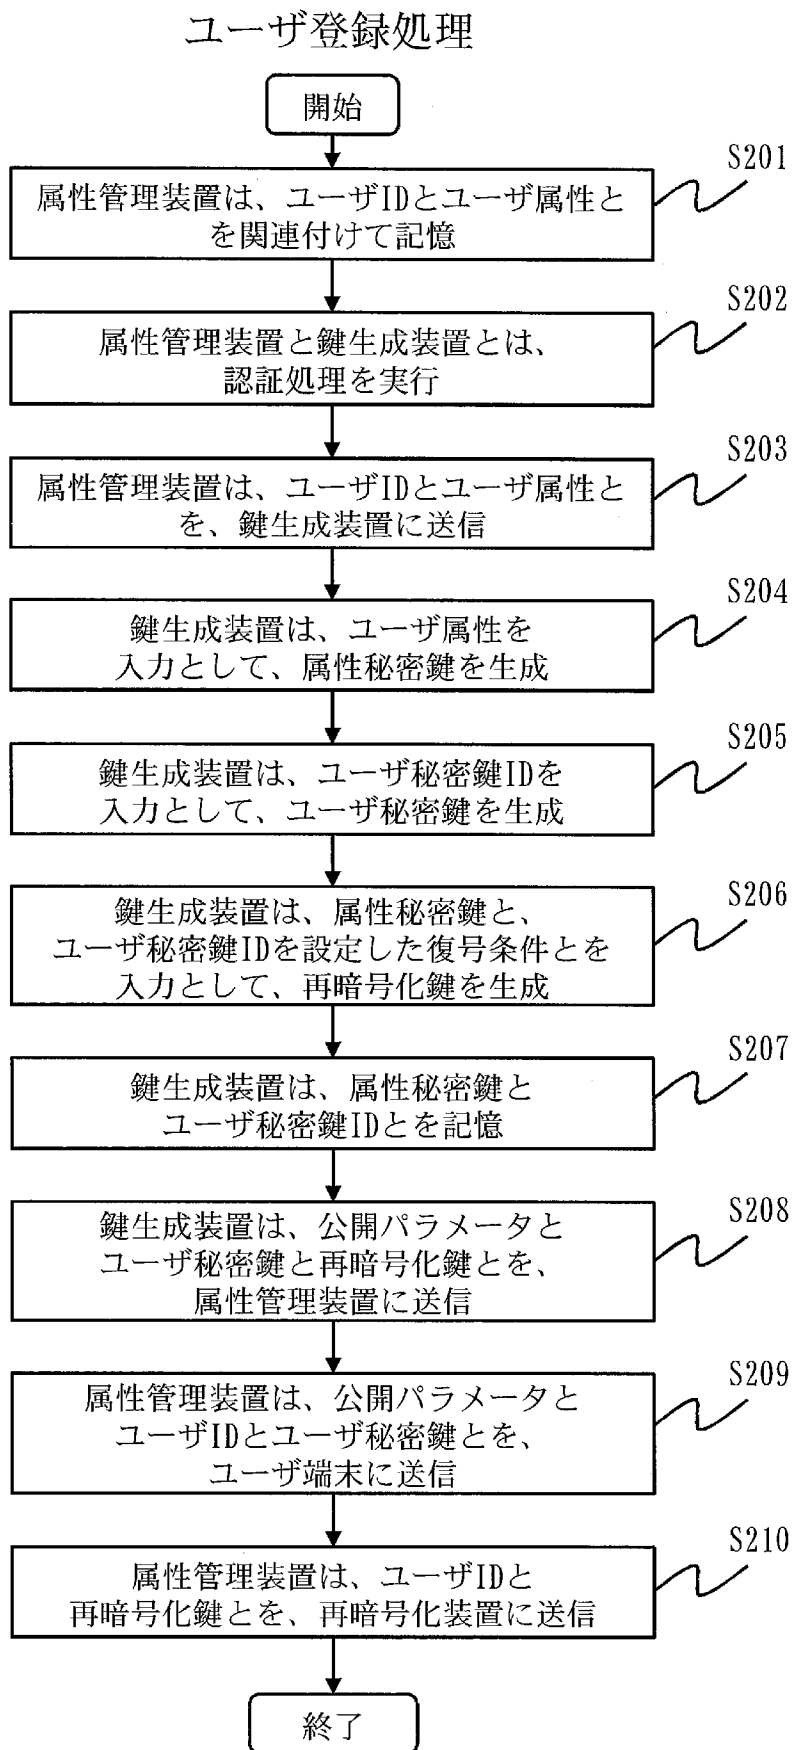 ユーザ登録処理
開始
S201
属性管理装置は、ユーザIDとユーザ属性と
を関連付けて記憶
S202
属性管理装置と鍵生成装置とは、
認証処理を実行
S203
属性管理装置は、ユーザIDとユーザ属性と
を、鍵生成装置に送信
S204
鍵生成装置は、ユーザ属性を
入力として、属性秘密鍵を生成
S205
鍵生成装置は、ユーザ秘密鍵IDを
入力として、ユーザ秘密鍵を生成
S206
鍵生成装置は、属性秘密鍵と、
ユーザ秘密鍵IDを設定した復号条件とを
入力として、再暗号化鍵を生成
S207
鍵生成装置は、属性秘密鍵と
ユーザ秘密鍵IDとを記憶
S208
鍵生成装置は、公開パラメータと
ユーザ秘密鍵と再暗号化鍵とを、
属性管理装置に送信
S209
属性管理装置は、公開パラメータと
ユーザIDとユーザ秘密鍵とを、
ユーザ端末に送信
S210
属性管理装置は、ユーザIDと
再暗号化鍵とを、再暗号化装置に送信
終了